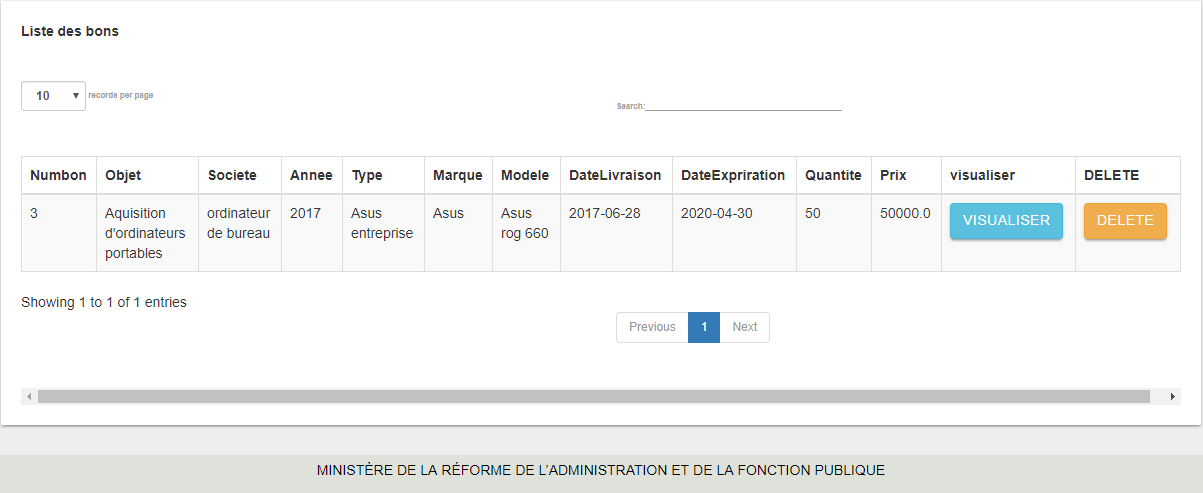 Liste des bons
10 records per page
Search:
Numbon Objet Societe Annee Type Marque Modele DateLivraison DateExpriration Quantite Prix visualiser DELETE
3 Aquisition ordinateur 2017 Asus Asus Asus 2017-06-28 2020-04-30 50 50000.0 VISUALISER DELETE
d'ordinateurs de bureau entreprise rog 660
portables
Showing 1 to 1 of 1 entries
Previous 1 Next
MINISTÈRE DE LA RÉFORME DE L'ADMINISTRATION ET DE LA FONCTION PUBLIQUE